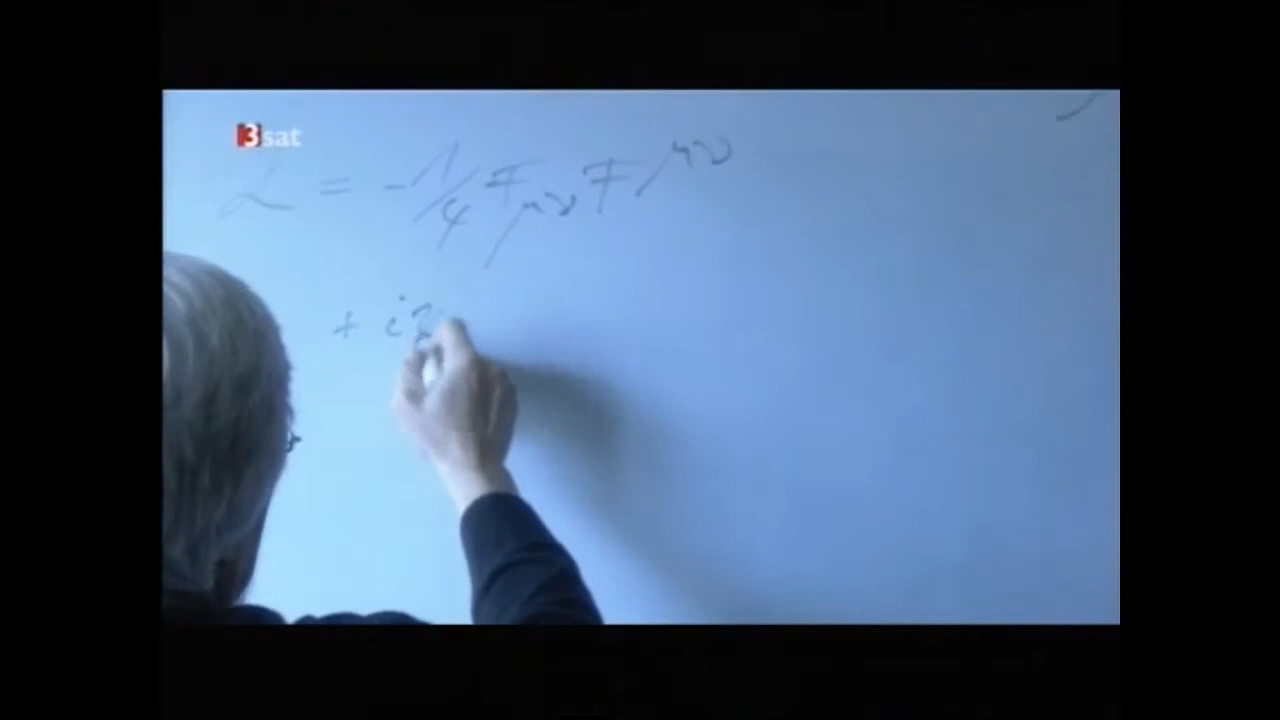 3sat
ℒ = -1/4 F_μν F^μν
+ i